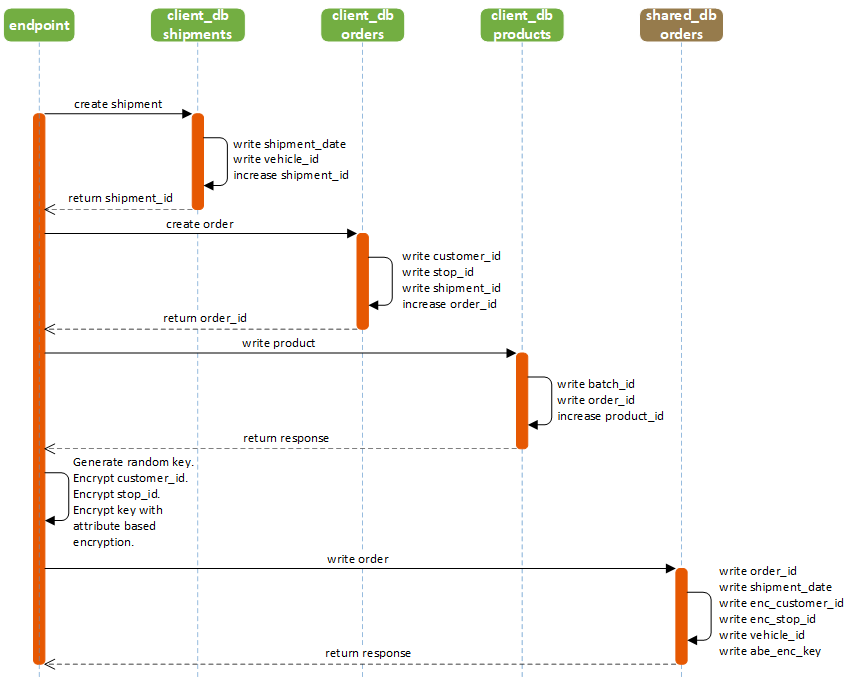 endpoint
client_db
shipments
client_db
orders
client_db
products
shared_db
orders
create shipment
write shipment_date
write vehicle_id
increase shipment_id
return shipment_id
create order
write customer_id
write stop_id
write shipment_id
increase order_id
return order_id
write product
write batch_id
write order_id
increase product_id
return response
Generate random key.
Encrypt customer_id.
Encrypt stop_id.
Encrypt key with
attribute based
encryption.
write order
write order_id
write shipment_date
write enc_customer_id
write enc_stop_id
write vehicle_id
write abe_enc_key
return response